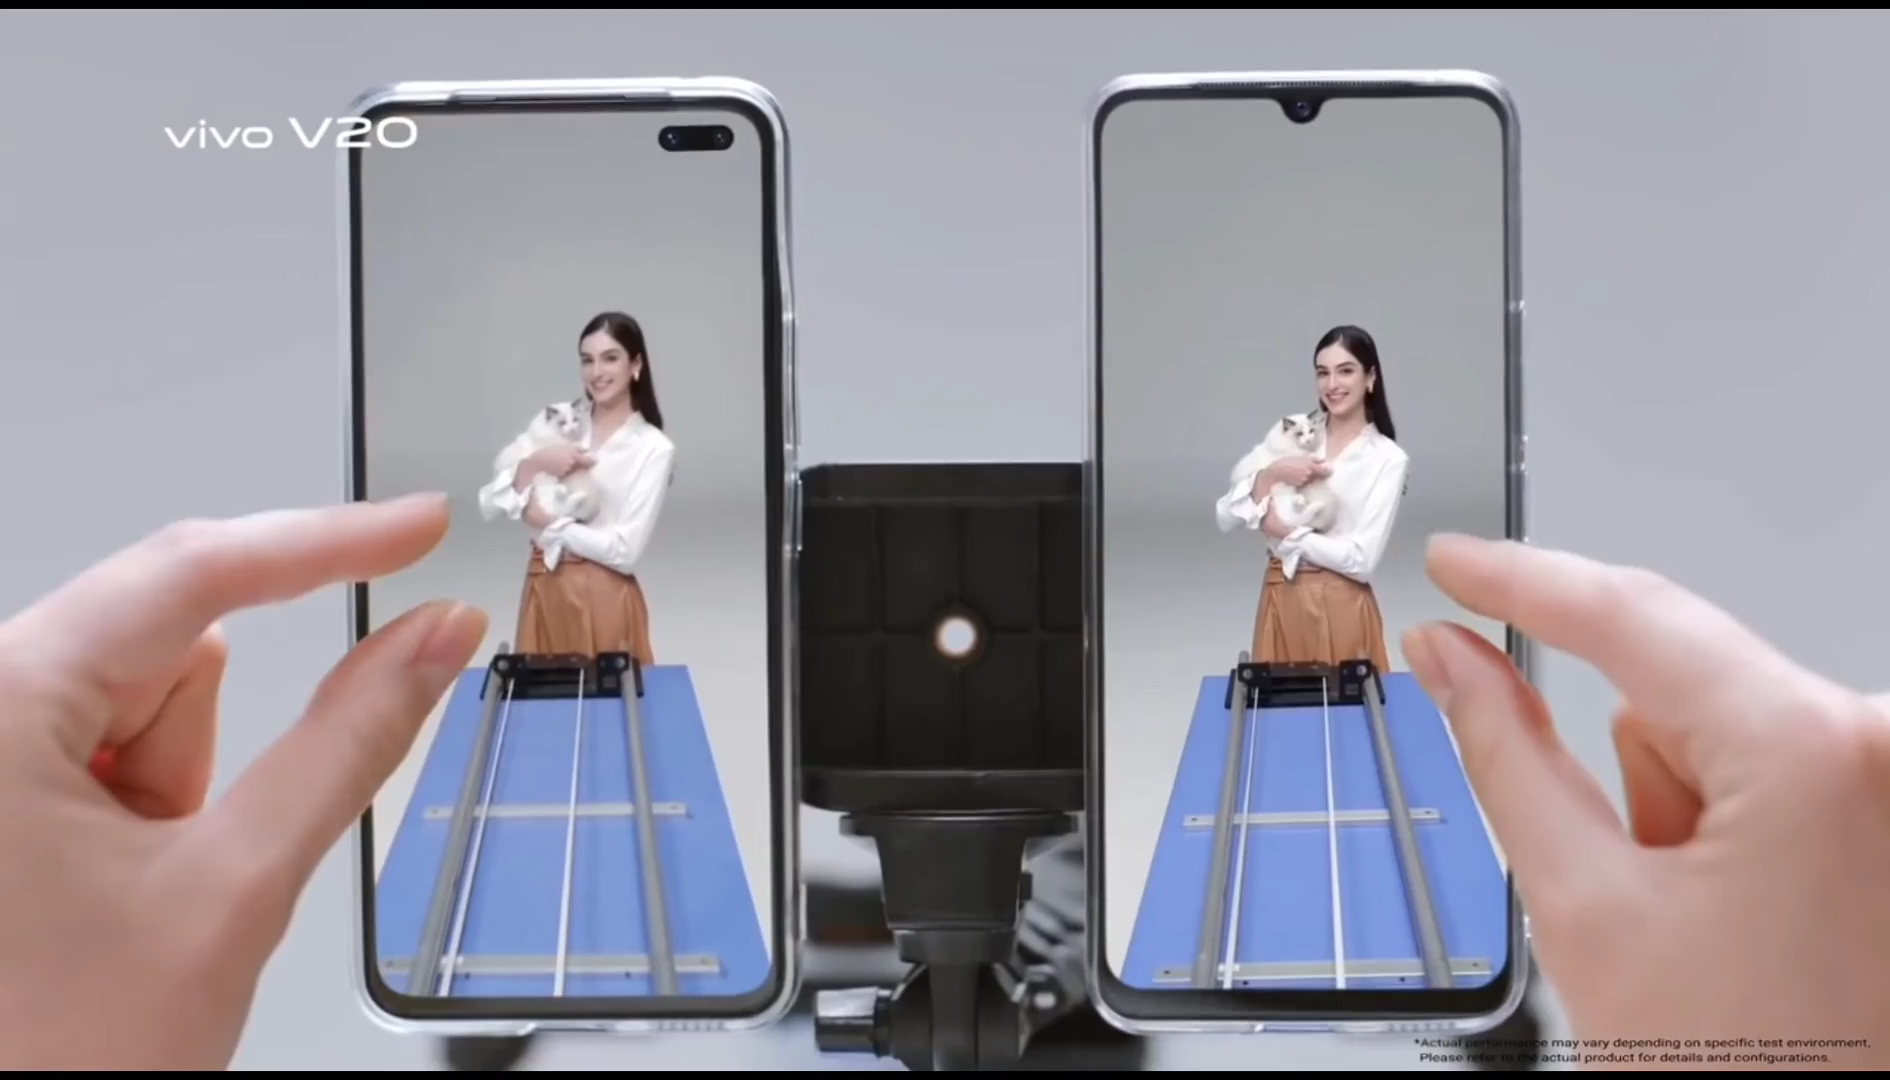 vivo V20
*Actual performance may vary depending on specific test environment,
Please refer to the actual product for details and configurations.